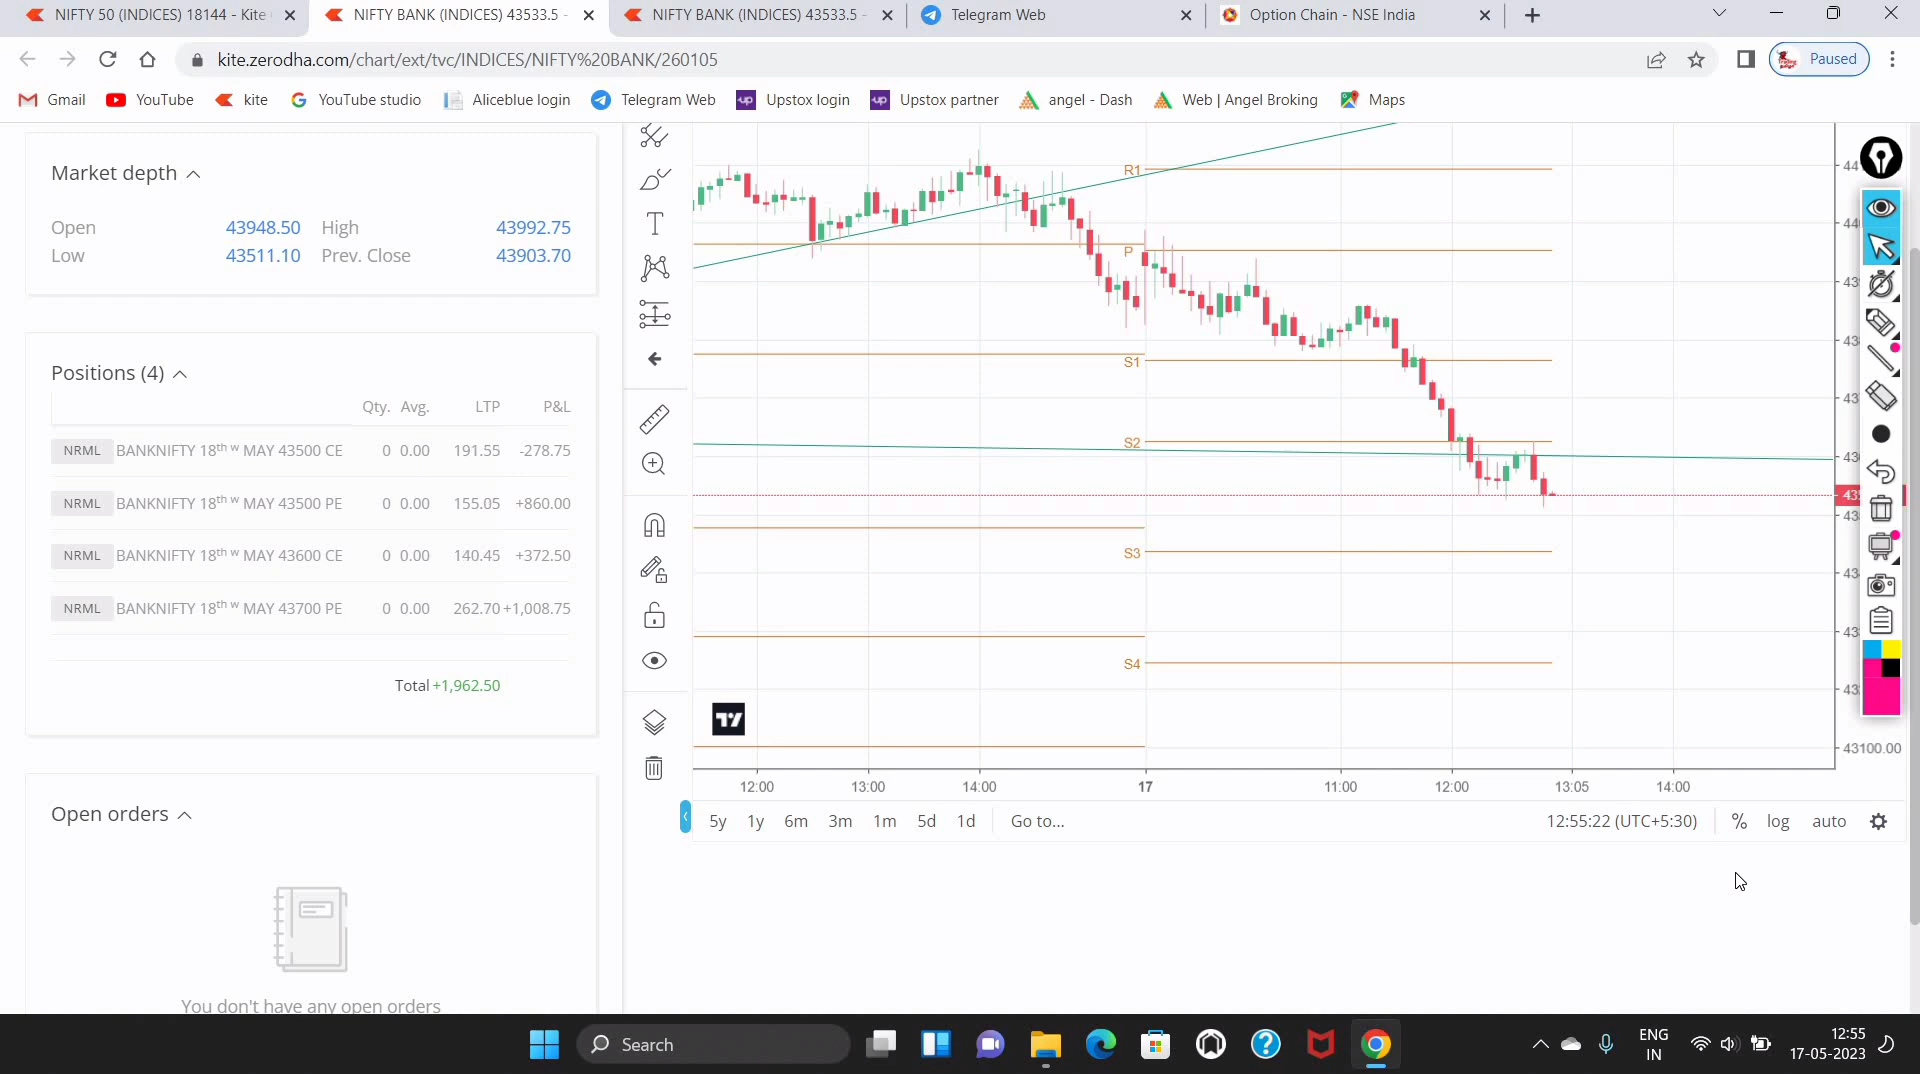 NIFTY 50 (INDICES) 18144 - Kite
NIFTY BANK (INDICES) 43533.5 -
NIFTY BANK (INDICES) 43533.5 -
Telegram Web
Option Chain - NSE India
kite.zerodha.com/chart/ext/tvc/INDICES/NIFTY%20BANK/260105
Paused
Gmail
YouTube
kite
YouTube studio
Aliceblue login
Telegram Web
Upstox login
Upstox partner
angel - Dash
Web | Angel Broking
Maps
Market depth
Open 43948.50 High 43992.75
Low 43511.10 Prev. Close 43903.70
Positions (4)
Qty. Avg. LTP P&L
NRML BANKNIFTY 18th w MAY 43500 CE 0 0.00 191.55 -278.75
NRML BANKNIFTY 18th w MAY 43500 PE 0 0.00 155.05 +860.00
NRML BANKNIFTY 18th w MAY 43600 CE 0 0.00 140.45 +372.50
NRML BANKNIFTY 18th w MAY 43700 PE 0 0.00 262.70 +1,008.75
Total +1,962.50
Open orders
You don't have any open orders
R1
P
S1
S2
S3
S4
43100.00
12:00 13:00 14:00 17 11:00 12:00 13:05 14:00
5y 1y 6m 3m 1m 5d 1d Go to...
12:55:22 (UTC+5:30) % log auto
Search
ENG
IN
12:55
17-05-2023